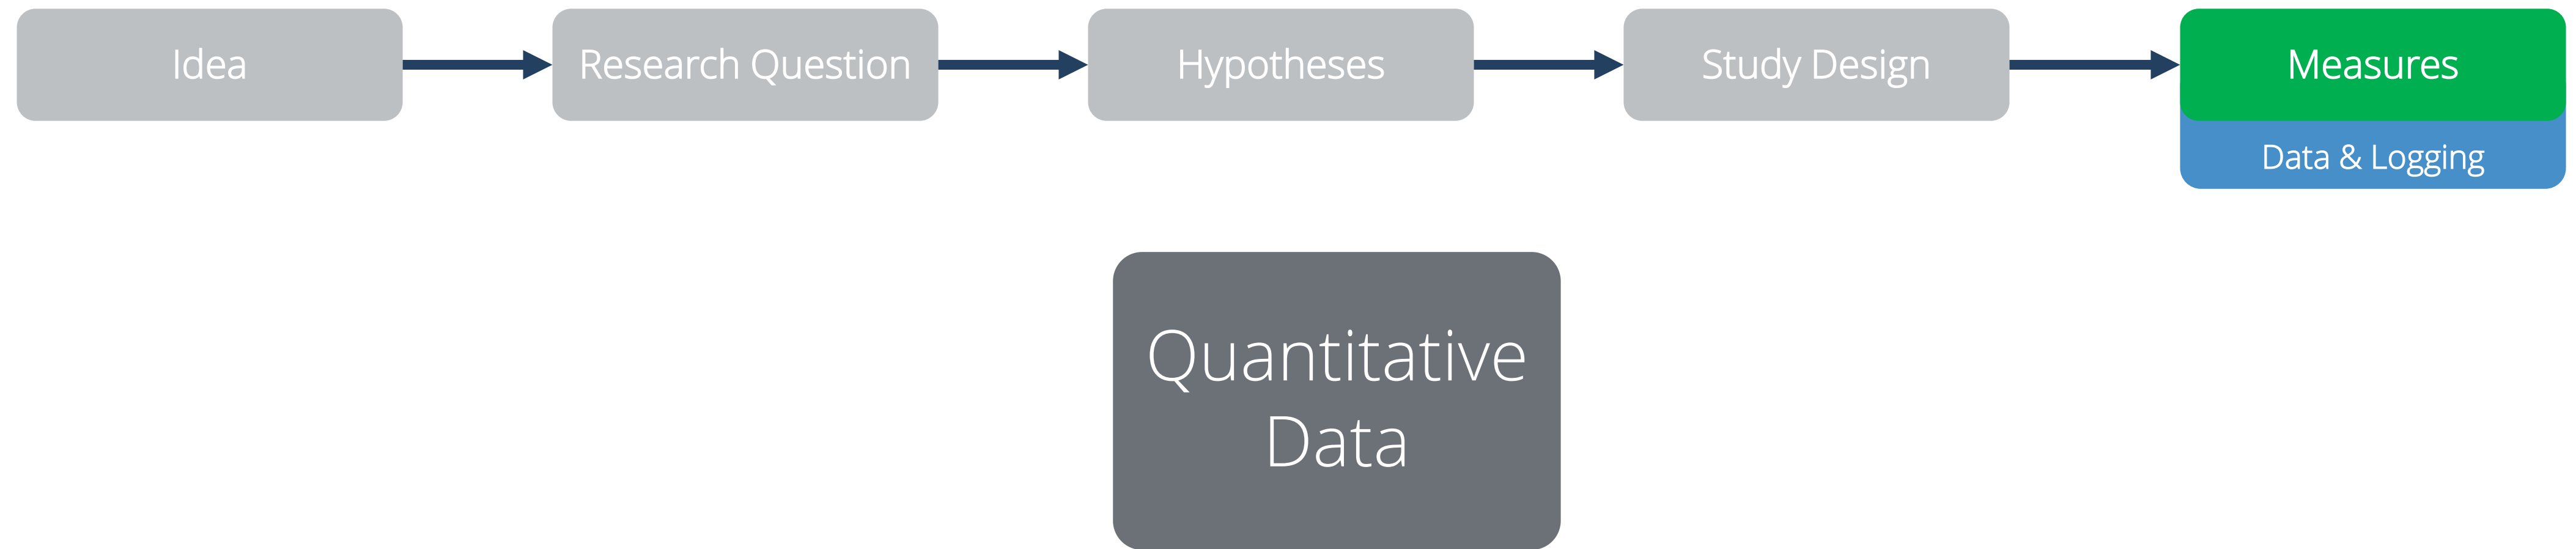 Idea
Research Question
Hypotheses
Study Design
Measures
Data & Logging
Quantitative
Data